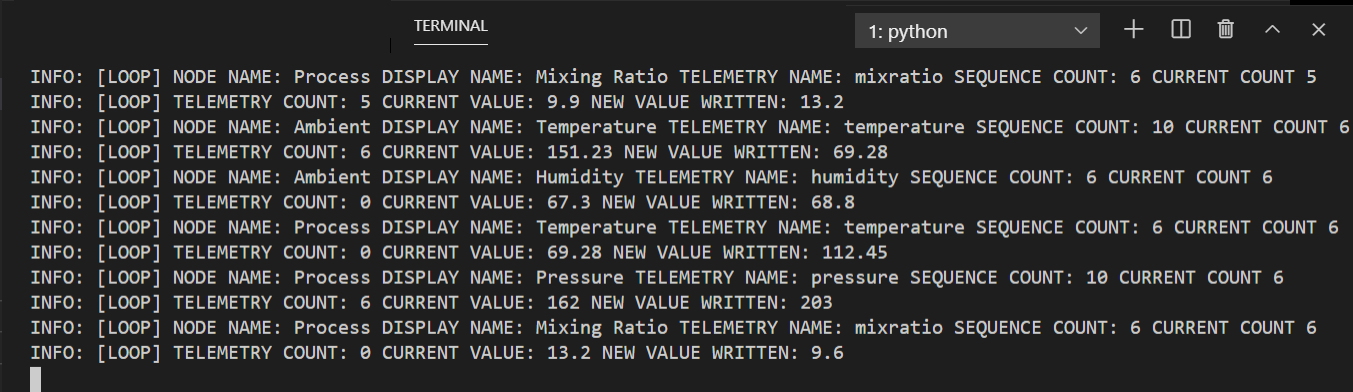 TERMINAL
1: python
INFO: [LOOP] NODE NAME: Process DISPLAY NAME: Mixing Ratio TELEMETRY NAME: mixratio SEQUENCE COUNT: 6 CURRENT COUNT 5
INFO: [LOOP] TELEMETRY COUNT: 5 CURRENT VALUE: 9.9 NEW VALUE WRITTEN: 13.2
INFO: [LOOP] NODE NAME: Ambient DISPLAY NAME: Temperature TELEMETRY NAME: temperature SEQUENCE COUNT: 10 CURRENT COUNT 6
INFO: [LOOP] TELEMETRY COUNT: 6 CURRENT VALUE: 151.23 NEW VALUE WRITTEN: 69.28
INFO: [LOOP] NODE NAME: Ambient DISPLAY NAME: Humidity TELEMETRY NAME: humidity SEQUENCE COUNT: 6 CURRENT COUNT 6
INFO: [LOOP] TELEMETRY COUNT: 0 CURRENT VALUE: 67.3 NEW VALUE WRITTEN: 68.8
INFO: [LOOP] NODE NAME: Process DISPLAY NAME: Temperature TELEMETRY NAME: temperature SEQUENCE COUNT: 6 CURRENT COUNT 6
INFO: [LOOP] TELEMETRY COUNT: 0 CURRENT VALUE: 69.28 NEW VALUE WRITTEN: 112.45
INFO: [LOOP] NODE NAME: Process DISPLAY NAME: Pressure TELEMETRY NAME: pressure SEQUENCE COUNT: 10 CURRENT COUNT 6
INFO: [LOOP] TELEMETRY COUNT: 6 CURRENT VALUE: 162 NEW VALUE WRITTEN: 203
INFO: [LOOP] NODE NAME: Process DISPLAY NAME: Mixing Ratio TELEMETRY NAME: mixratio SEQUENCE COUNT: 6 CURRENT COUNT 6
INFO: [LOOP] TELEMETRY COUNT: 0 CURRENT VALUE: 13.2 NEW VALUE WRITTEN: 9.6